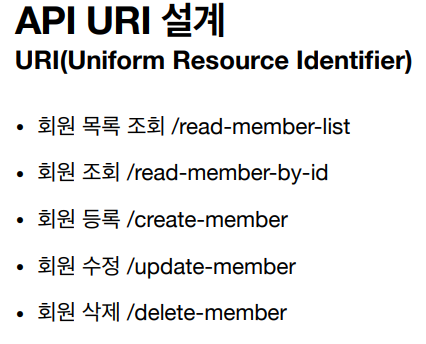 API URI 설계
URI(Uniform Resource Identifier)
• 회원 목록 조회 /read-member-list
• 회원 조회 /read-member-by-id
• 회원 등록 /create-member
• 회원 수정 /update-member
• 회원 삭제 /delete-member